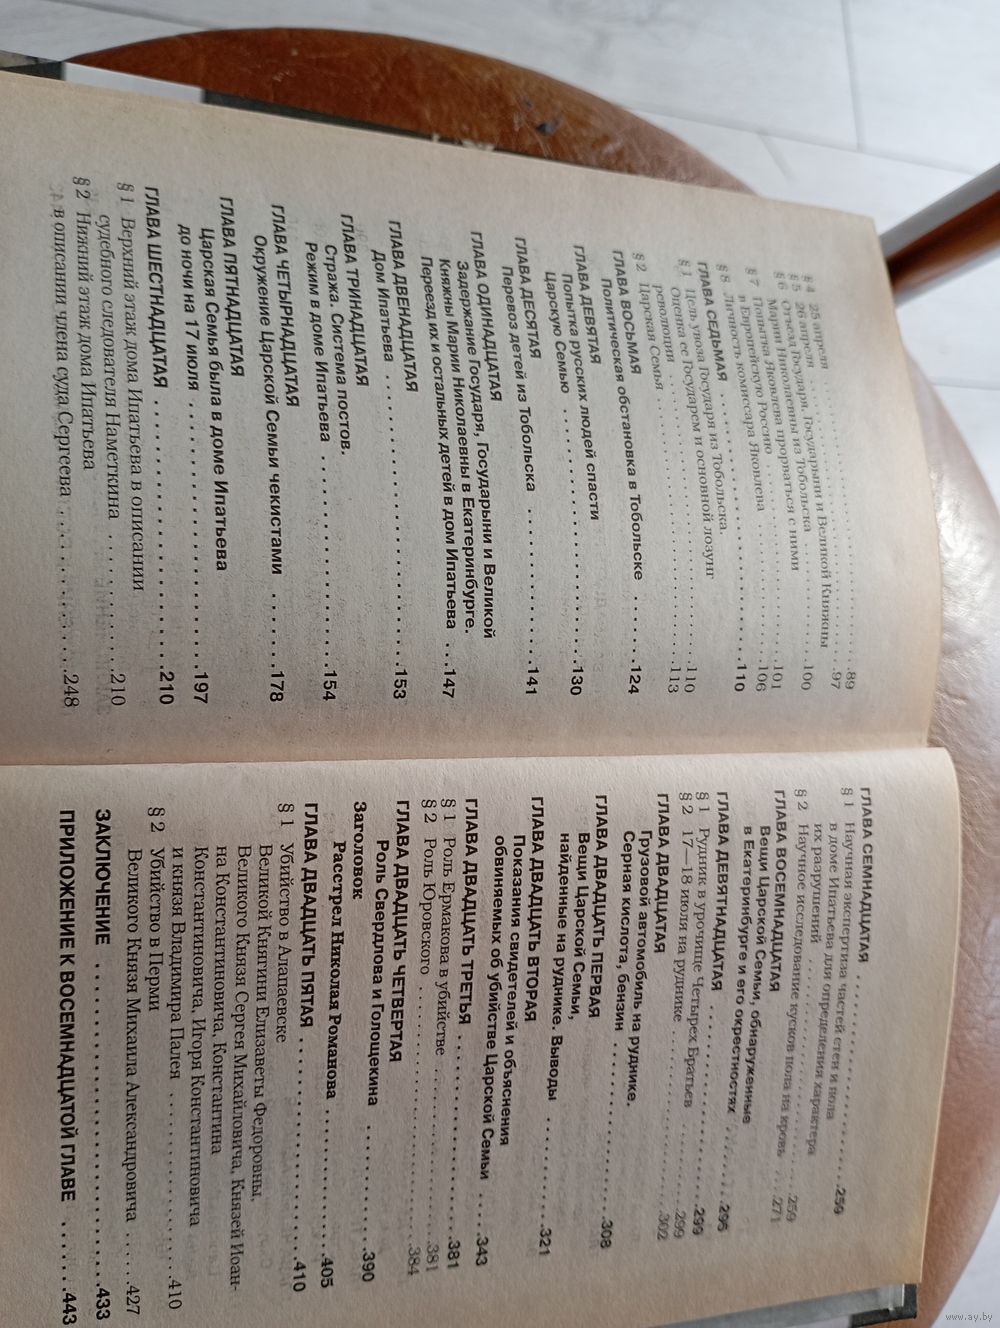 § 4 25 апреля . . . . . . . . . . . . . . . . . . . . . . . .89
§ 5 26 апреля . . . . . . . . . . . . . . . . . . . . . . . .97
§ 6 Отъезд Государя, Государыни и Великой Княжны
Марии Николаевны из Тобольска . . . . . . . . .100
§ 7 Попытка Яковлева прорваться с ними
в Европейскую Россию . . . . . . . . . . . . . . . .101
§ 8 Личность комиссара Яковлева . . . . . . . . . . .106
ГЛАВА СЕДЬМАЯ . . . . . . . . . . . . . . . . . . . . .110
§ 1 Цель увоза Государя из Тобольска.
Оценка ее Государем и основной лозунг
революции . . . . . . . . . . . . . . . . . . . . . . .110
§ 2 Царская Семья . . . . . . . . . . . . . . . . . . . .113
ГЛАВА ВОСЬМАЯ
Политическая обстановка в Тобольске . . . . . .124
ГЛАВА ДЕВЯТАЯ
Попытка русских людей спасти
Царскую Семью . . . . . . . . . . . . . . . . . . . .130
ГЛАВА ДЕСЯТАЯ
Перевоз детей из Тобольска . . . . . . . . . . . .141
ГЛАВА ОДИНАДЦАТАЯ
Задержание Государя, Государыни и Великой
Княжны Марии Николаевны в Екатеринбурге.
Переезд их и остальных детей в дом Ипатьева . . .147
ГЛАВА ДВЕНАДЦАТАЯ
Дом Ипатьева . . . . . . . . . . . . . . . . . . . . .153
ГЛАВА ТРИНАДЦАТАЯ
Стража. Система постов.
Режим в доме Ипатьева . . . . . . . . . . . . . . .154
ГЛАВА ЧЕТЫРНАДЦАТАЯ
Окружение Царской Семьи чекистами . . . . . .178
ГЛАВА ПЯТНАДЦАТАЯ
Царская Семья была в доме Ипатьева
до ночи на 17 июля . . . . . . . . . . . . . . . . .197
ГЛАВА ШЕСТНАДЦАТАЯ . . . . . . . . . . . . . . . . .210
§ 1 Верхний этаж дома Ипатьева в описании
судебного следователя Наметкина . . . . . . . .210
§ 2 Нижний этаж дома Ипатьева
в описании члена суда Сергеева . . . . . . . . .248
ГЛАВА СЕМНАДЦАТАЯ . . . . . . . . . . . . . . . . . .259
§ 1 Научная экспертиза частей стен и пола
в доме Ипатьева для определения характера
их разрушений . . . . . . . . . . . . . . . . . . . .259
§ 2 Научное исследование кусков пола на кровь . . .271
ГЛАВА ВОСЕМНАДЦАТАЯ
Вещи Царской Семьи, обнаруженные
в Екатеринбурге и его окрестностях . . . . . . .295
ГЛАВА ДЕВЯТНАДЦАТАЯ . . . . . . . . . . . . . . . . .299
§ 1 Рудник в урочище Четырех Братьев . . . . . . .299
§ 2 17—18 июля на руднике . . . . . . . . . . . . . . .302
ГЛАВА ДВАДЦАТАЯ
Грузовой автомобиль на руднике.
Серная кислота, бензин . . . . . . . . . . . . . . .308
ГЛАВА ДВАДЦАТЬ ПЕРВАЯ
Вещи Царской Семьи,
найденные на руднике. Выводы . . . . . . . . . .321
ГЛАВА ДВАДЦАТЬ ВТОРАЯ
Показания свидетелей и объяснения
обвиняемых об убийстве Царской Семьи . . . . .343
ГЛАВА ДВАДЦАТЬ ТРЕТЬЯ . . . . . . . . . . . . . . . .381
§ 1 Роль Ермакова в убийстве . . . . . . . . . . . . .381
§ 2 Роль Юровского . . . . . . . . . . . . . . . . . . .384
ГЛАВА ДВАДЦАТЬ ЧЕТВЕРТАЯ
Роль Свердлова и Голощекина . . . . . . . . . . .390
Заголовок
Расстрел Николая Романова . . . . . . . . . . . .405
ГЛАВА ДВАДЦАТЬ ПЯТАЯ . . . . . . . . . . . . . . . .410
§ 1 Убийство в Алапаевске
Великой Княгини Елизаветы Федоровны,
Великого Князя Сергея Михайловича, Князей Иоан-
на Константиновича, Константина
Константиновича, Игоря Константиновича
и князя Владимира Палея . . . . . . . . . . . . . .410
§ 2 Убийство в Перми
Великого Князя Михаила Александровича . . . . .427
ЗАКЛЮЧЕНИЕ . . . . . . . . . . . . . . . . . . . . . .433
ПРИЛОЖЕНИЕ К ВОСЕМНАДЦАТОЙ ГЛАВЕ . . . . . .443
www.ay.by